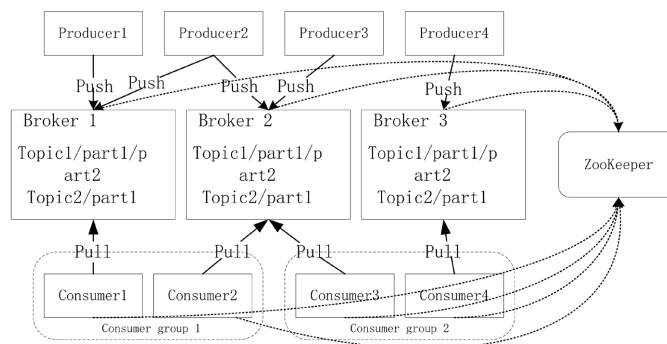 Producer1
Producer2
Producer3
Producer4
Push
Push
Push
Push
Push
Broker 1
Topic1/part1/p
art2
Topic2/part1
Broker 2
Topic1/part1/p
art2
Topic2/part1
Broker 3
Topic1/part1/p
art2
Topic2/part1
ZooKeeper
Pull
Pull
Pull
Pull
Consumer1
Consumer2
Consumer3
Consumer4
Consumer group 1
Consumer group 2